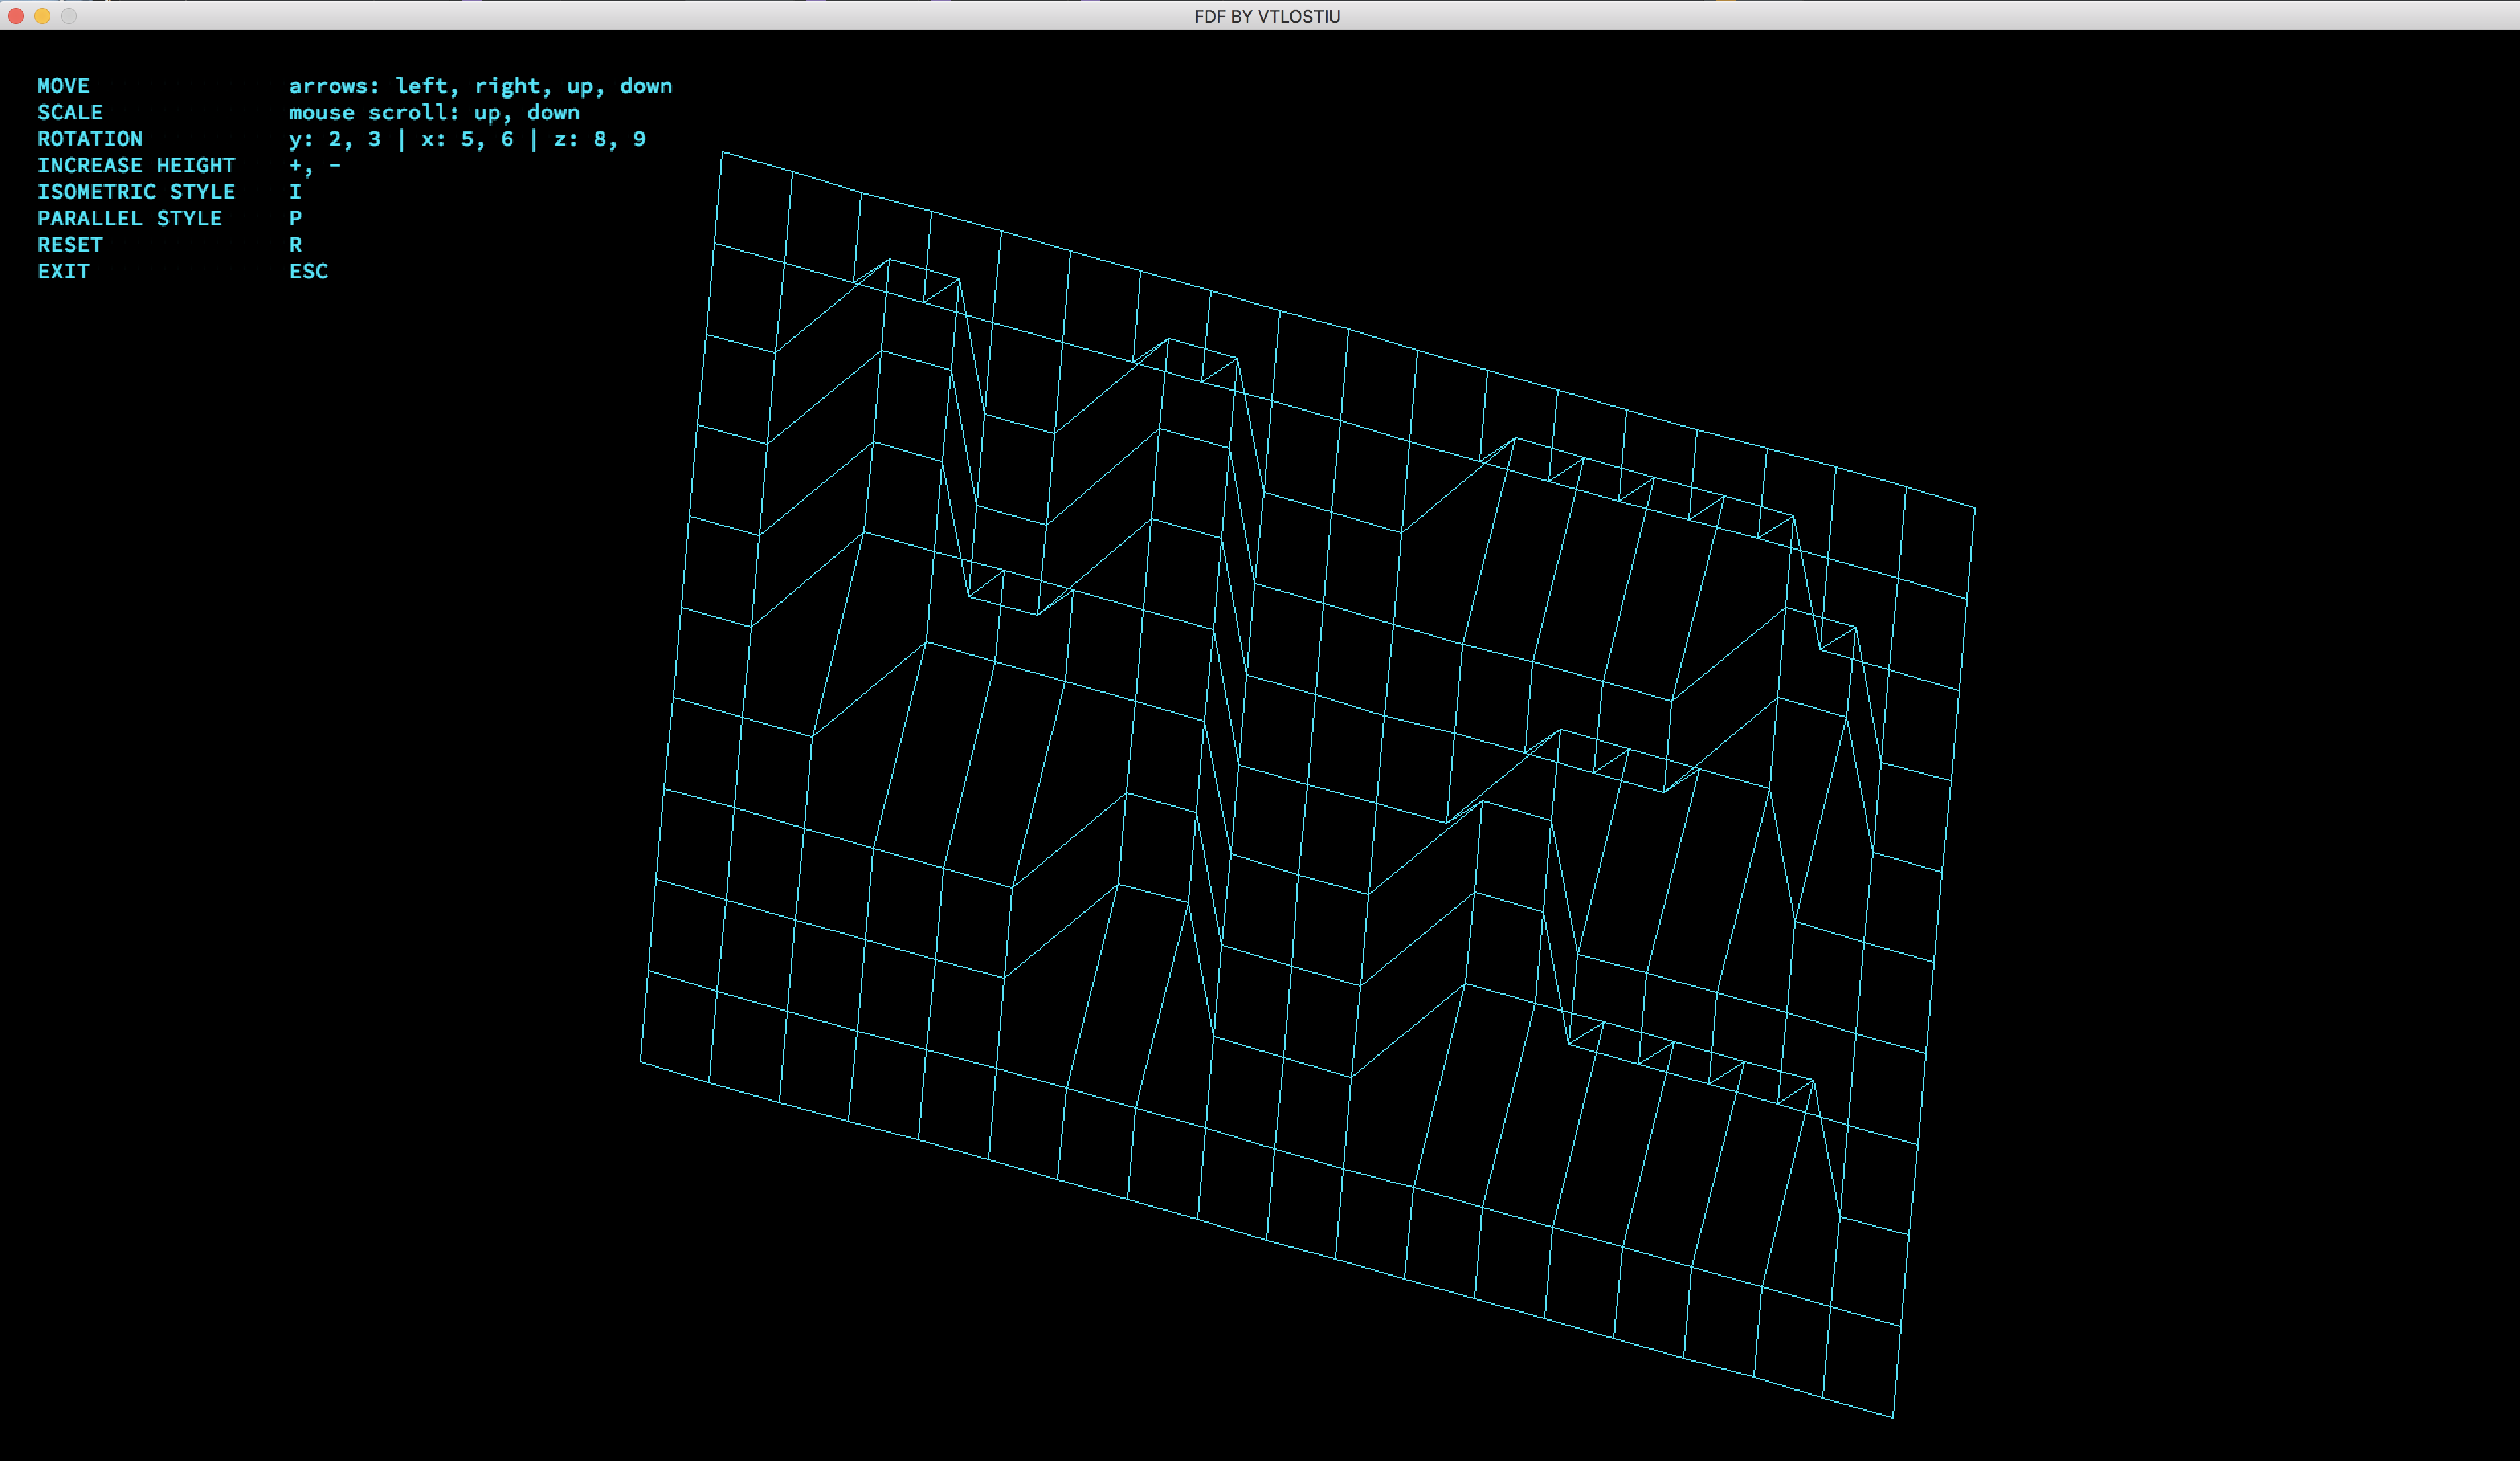 FDF BY VTLOSTIU
MOVE arrows: left, right, up, down
SCALE mouse scroll: up, down
ROTATION y: 2, 3 | x: 5, 6 | z: 8, 9
INCREASE HEIGHT +, -
ISOMETRIC STYLE I
PARALLEL STYLE P
RESET R
EXIT ESC
42